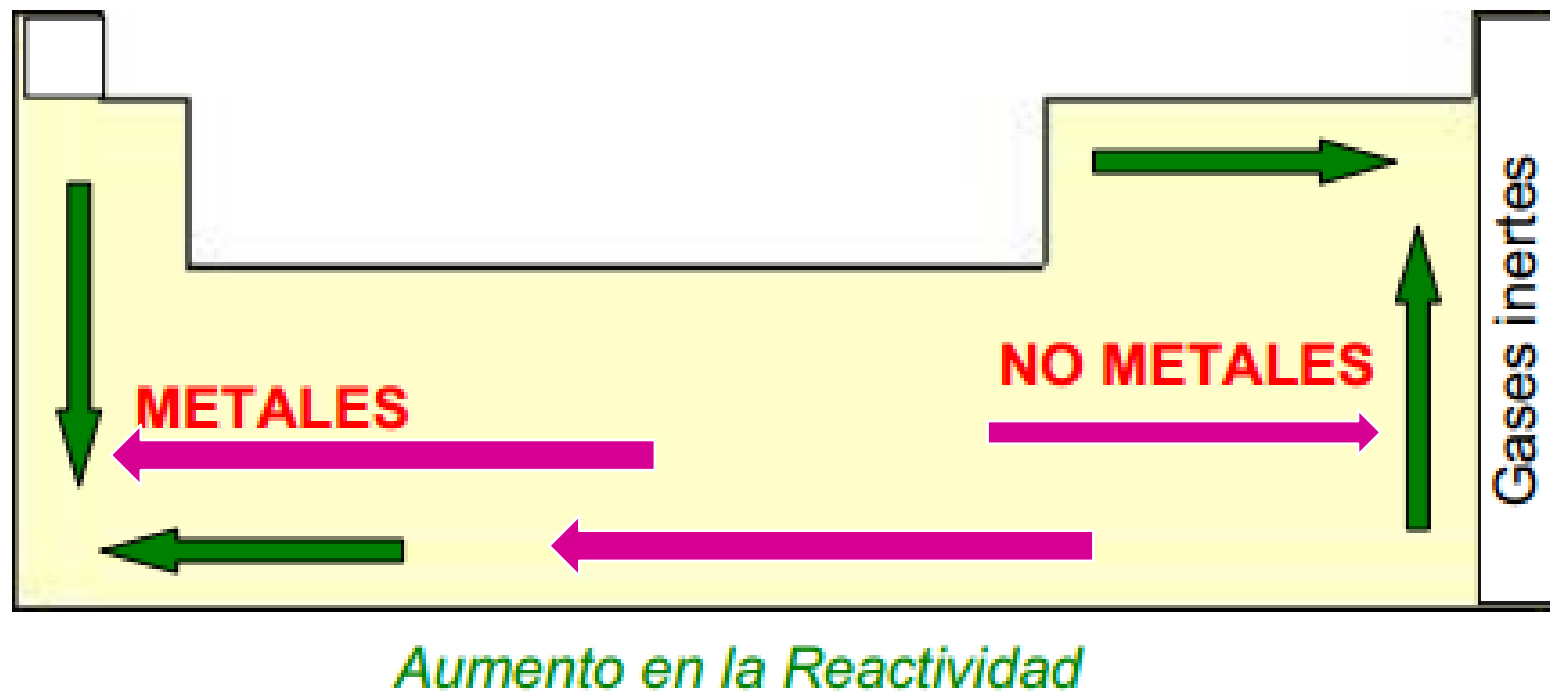 NO METALES
METALES
Gases inertes
Aumento en la Reactividad